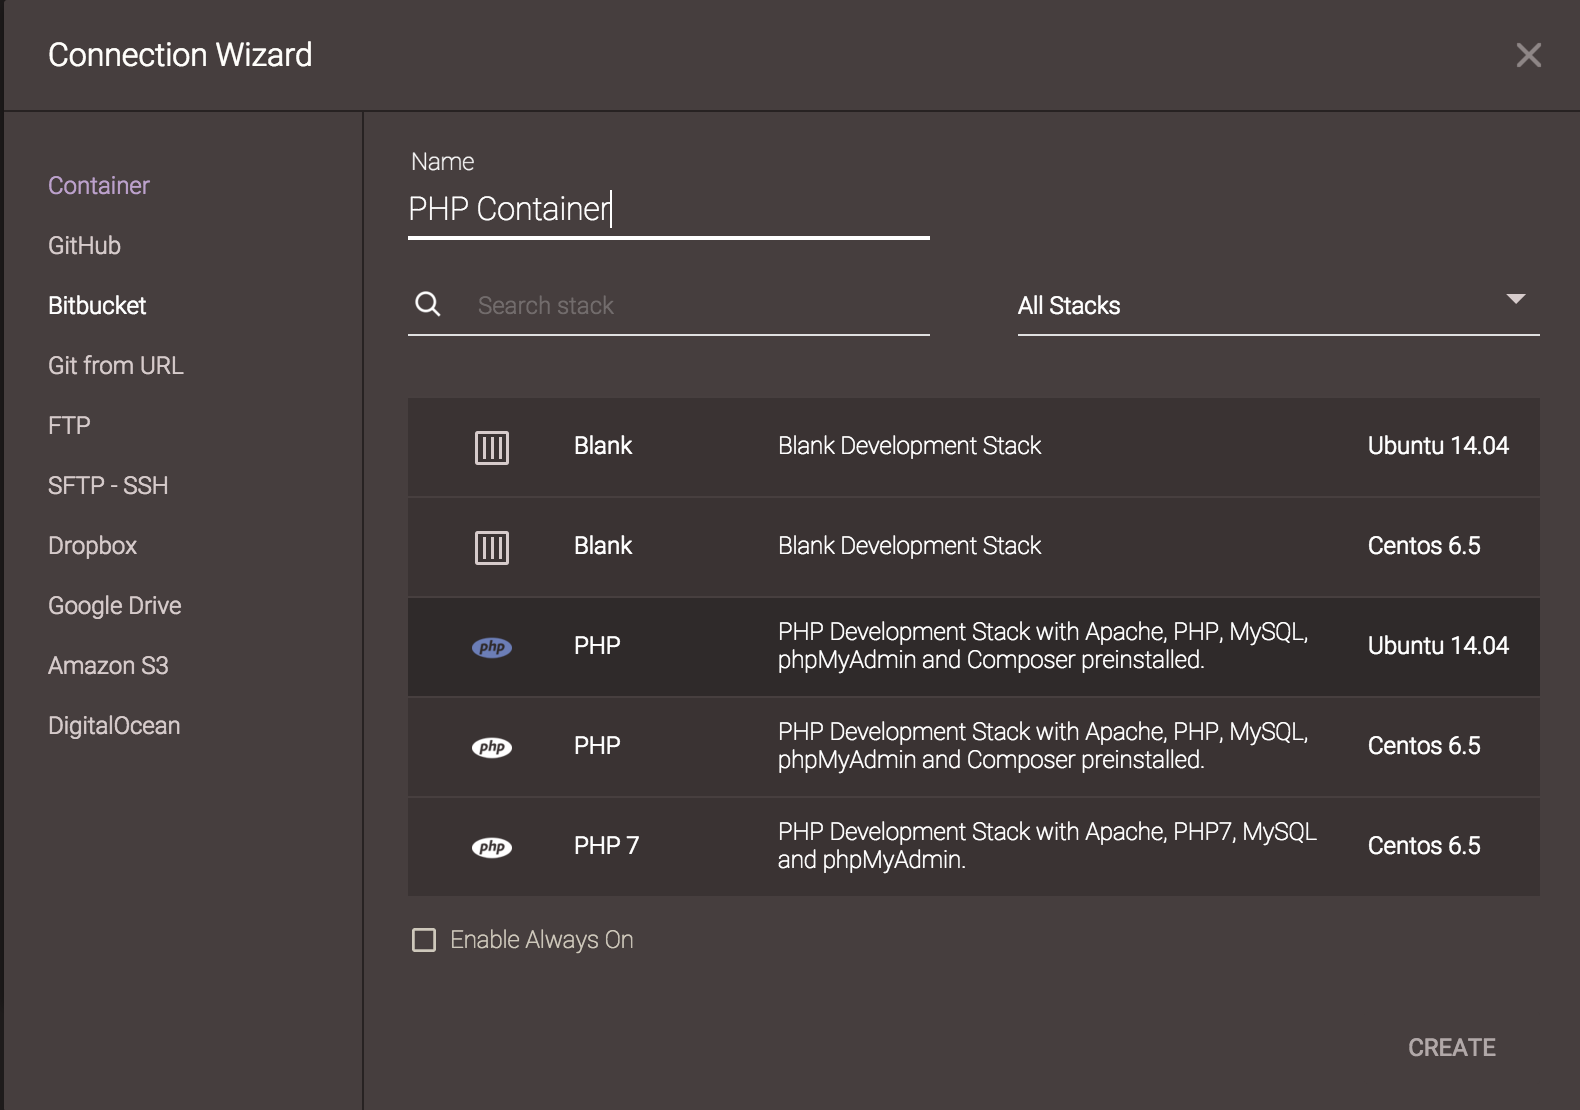 Connection Wizard
Container
GitHub
Bitbucket
Git from URL
FTP
SFTP - SSH
Dropbox
Google Drive
Amazon S3
DigitalOcean
Name
PHP Container
Search stack
All Stacks
Blank
Blank Development Stack
Ubuntu 14.04
Blank
Blank Development Stack
Centos 6.5
php
PHP
PHP Development Stack with Apache, PHP, MySQL,
phpMyAdmin and Composer preinstalled.
Ubuntu 14.04
php
PHP
PHP Development Stack with Apache, PHP, MySQL,
phpMyAdmin and Composer preinstalled.
Centos 6.5
php
PHP 7
PHP Development Stack with Apache, PHP7, MySQL
and phpMyAdmin.
Centos 6.5
Enable Always On
CREATE